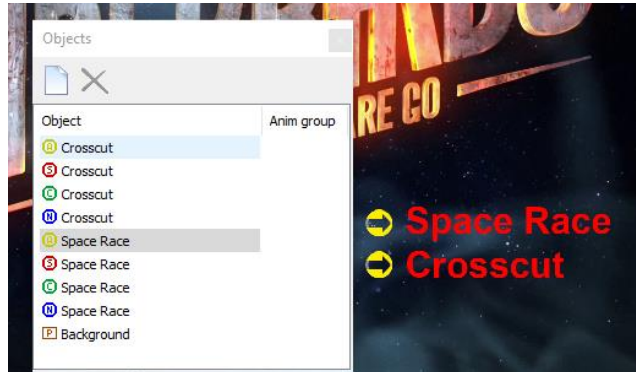 Objects
Object Anim group
A Crosscut
S Crosscut
C Crosscut
N Crosscut
A Space Race
S Space Race
C Space Race
N Space Race
P Background
ARE GO
Space Race
Crosscut